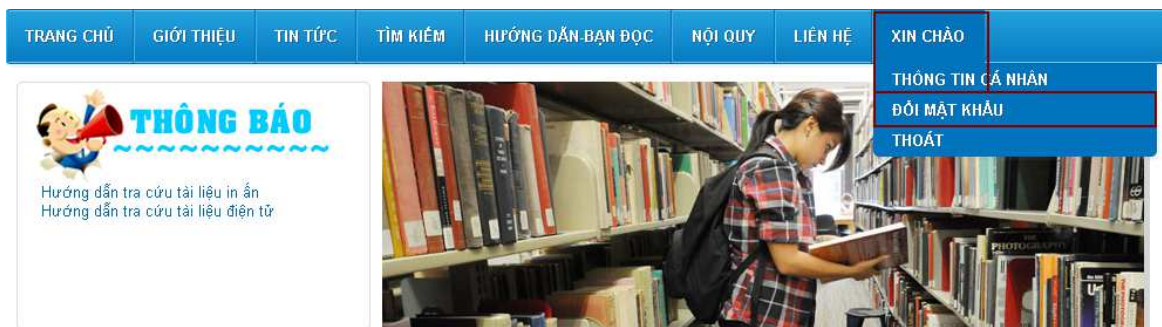 TRANG CHỦ GIỚI THIỆU TIN TỨC TÌM KIẾM HƯỚNG DẪN-BẠN ĐỌC NỘI QUY LIÊN HỆ XIN CHÀO
THÔNG TIN CÁ NHÂN
ĐỔI MẬT KHẨU
THOÁT
THÔNG BÁO
Hướng dẫn tra cứu tài liệu in ấn
Hướng dẫn tra cứu tài liệu điện tử
PHOTOGRAPHY